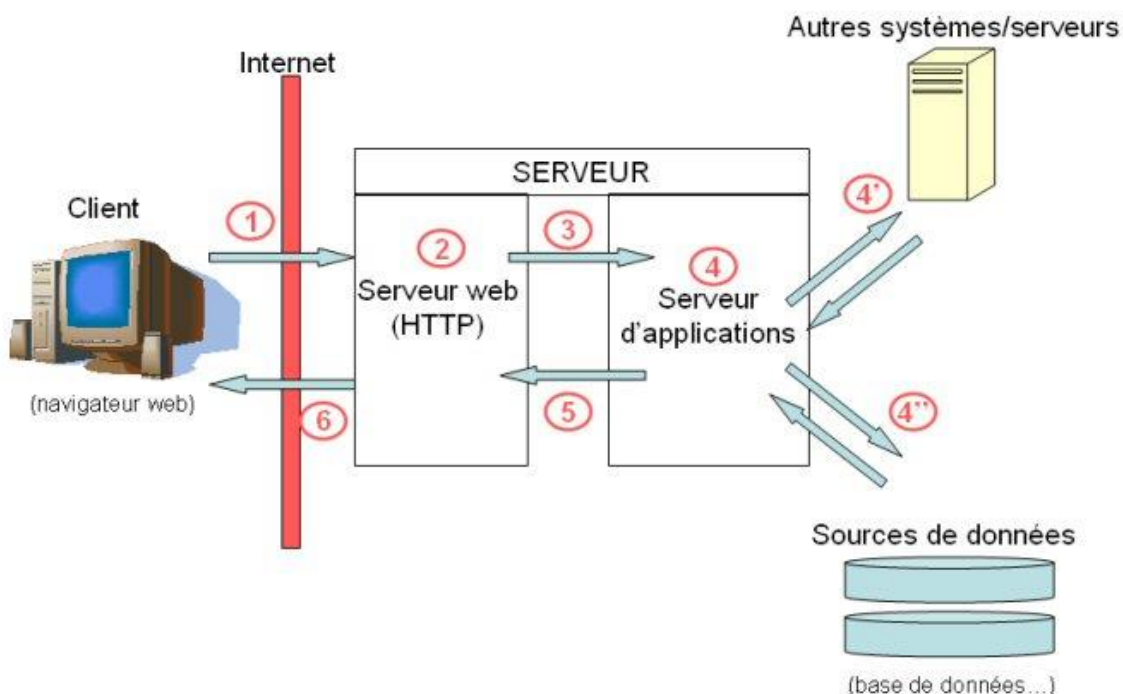 Autres systèmes/serveurs
Internet
SERVEUR
Client
1
2
3
4
4'
Serveur web
(HTTP)
Serveur
d'applications
(navigateur web)
6
5
4''
Sources de données
(base de données...)